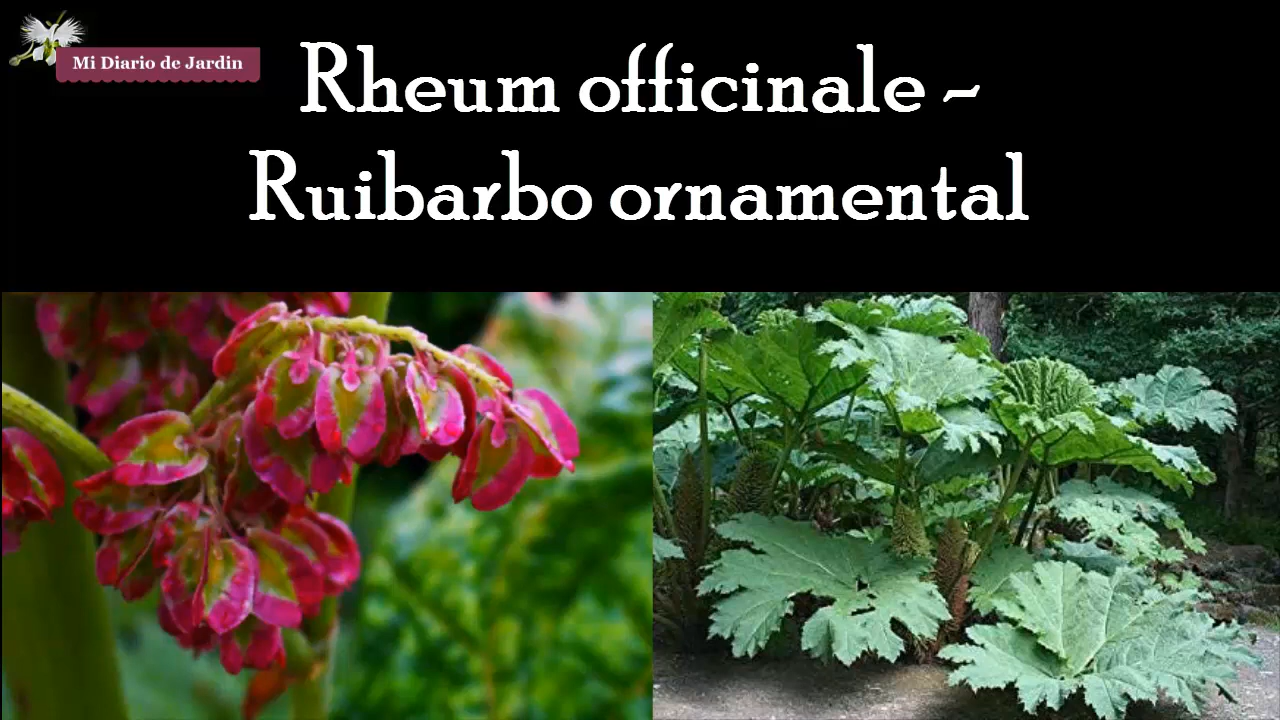 Mi Diario de Jardin
Rheum officinale -
Ruibarbo ornamental